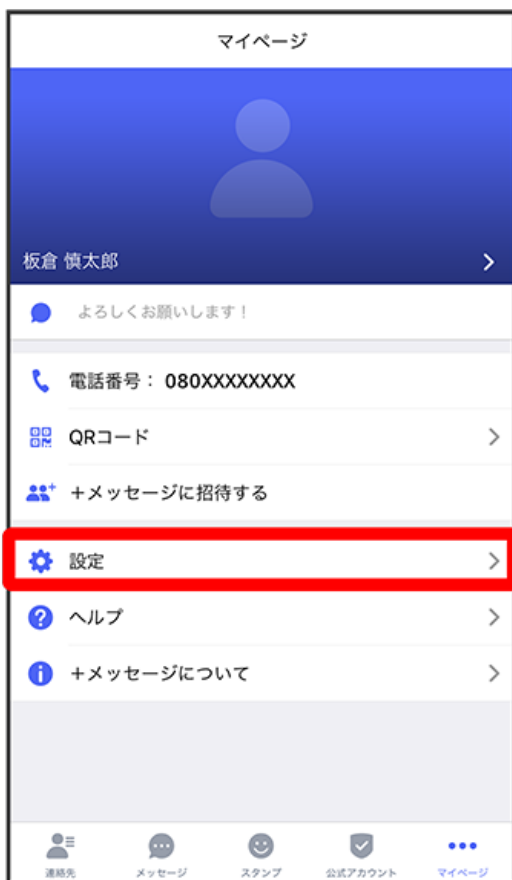 マイページ
板倉 慎太郎
よろしくお願いします！
電話番号： 080XXXXXXXX
QRコード
＋メッセージに招待する
設定
ヘルプ
＋メッセージについて
連絡先 メッセージ スタンプ 公式アカウント マイページ